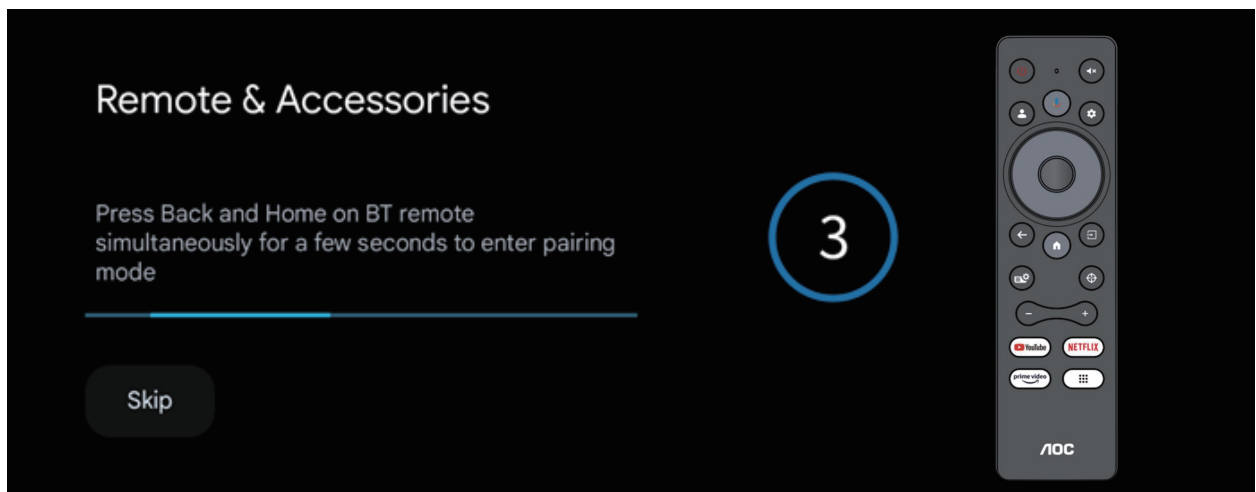 Remote & Accessories
Press Back and Home on BT remote
simultaneously for a few seconds to enter pairing
mode
Skip
3
YouTube
NETFLIX
prime video
AOC